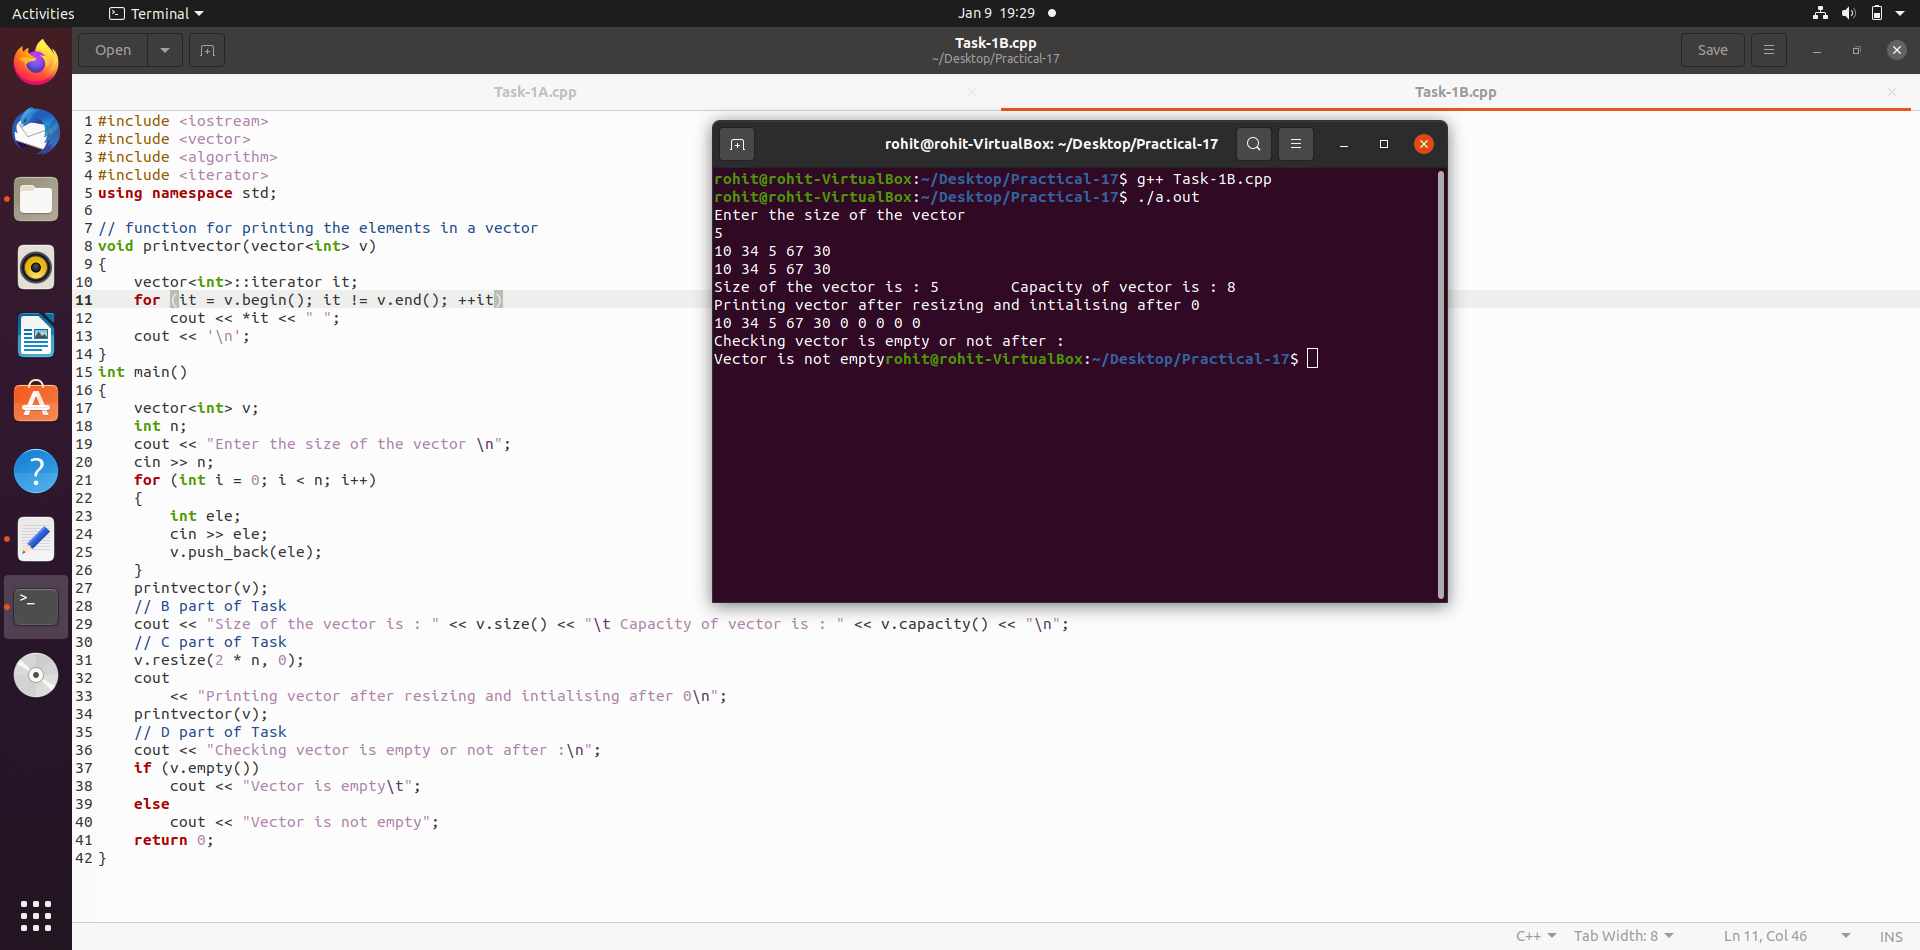 Activities Terminal Jan 9 19:29
Open Task-1B.cpp Save
~/Desktop/Practical-17
Task-1A.cpp Task-1B.cpp
1 #include <iostream>
2 #include <vector>
3 #include <algorithm>
4 #include <iterator>
5 using namespace std;
6
7 // function for printing the elements in a vector
8 void printvector(vector<int> v)
9 {
10     vector<int>::iterator it;
11     for (it = v.begin(); it != v.end(); ++it)
12         cout << *it << " ";
13     cout << '\n';
14 }
15 int main()
16 {
17     vector<int> v;
18     int n;
19     cout << "Enter the size of the vector \n";
20     cin >> n;
21     for (int i = 0; i < n; i++)
22     {
23         int ele;
24         cin >> ele;
25         v.push_back(ele);
26     }
27     printvector(v);
28     // B part of Task
29     cout << "Size of the vector is : " << v.size() << "\t Capacity of vector is : " << v.capacity() << "\n";
30     // C part of Task
31     v.resize(2 * n, 0);
32     cout
33         << "Printing vector after resizing and intialising after 0\n";
34     printvector(v);
35     // D part of Task
36     cout << "Checking vector is empty or not after :\n";
37     if (v.empty())
38         cout << "Vector is empty\t";
39     else
40         cout << "Vector is not empty";
41     return 0;
42 }
rohit@rohit-VirtualBox: ~/Desktop/Practical-17
rohit@rohit-VirtualBox:~/Desktop/Practical-17$ g++ Task-1B.cpp
rohit@rohit-VirtualBox:~/Desktop/Practical-17$ ./a.out
Enter the size of the vector
5
10 34 5 67 30
10 34 5 67 30
Size of the vector is : 5        Capacity of vector is : 8
Printing vector after resizing and intialising after 0
10 34 5 67 30 0 0 0 0 0
Checking vector is empty or not after :
Vector is not emptyrohit@rohit-VirtualBox:~/Desktop/Practical-17$
C++ Tab Width: 8 Ln 11, Col 46 INS